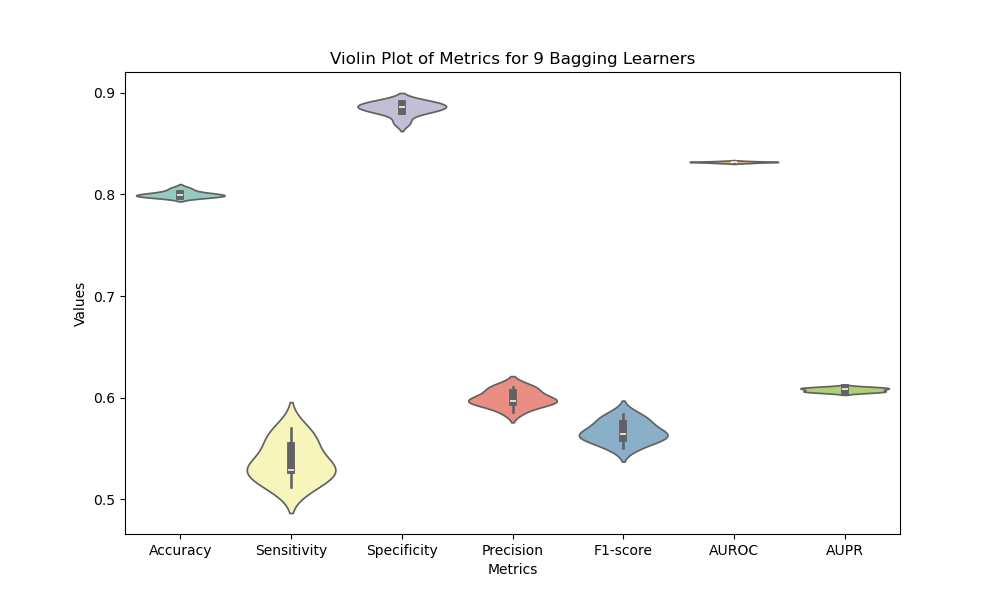 Violin Plot of Metrics for 9 Bagging Learners
0.9
0.8
0.7
0.6
0.5
Values
Accuracy Sensitivity Specificity Precision F1-score AUROC AUPR
Metrics